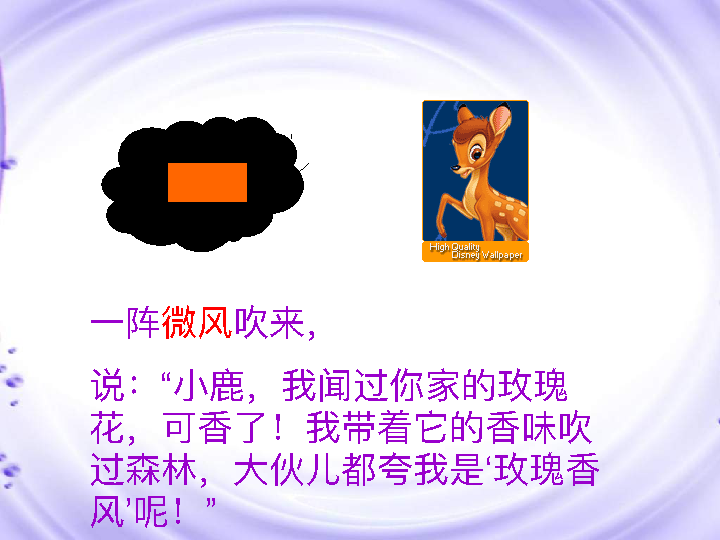 High Quality
Disney Wallpaper
一阵微风吹来，
说：“小鹿，我闻过你家的玫瑰
花，可香了！我带着它的香味吹
过森林，大伙儿都夸我是‘玫瑰香
风’呢！”